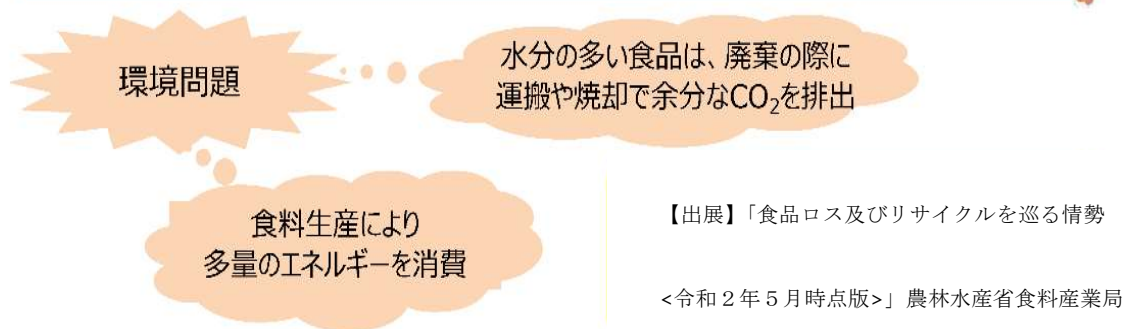 環境問題
水分の多い食品は、廃棄の際に
運搬や焼却で余分なCO₂を排出
食料生産により
多量のエネルギーを消費
【出展】「食品ロス及びリサイクルを巡る情勢
<令和２年５月時点版>」農林水産省食料産業局